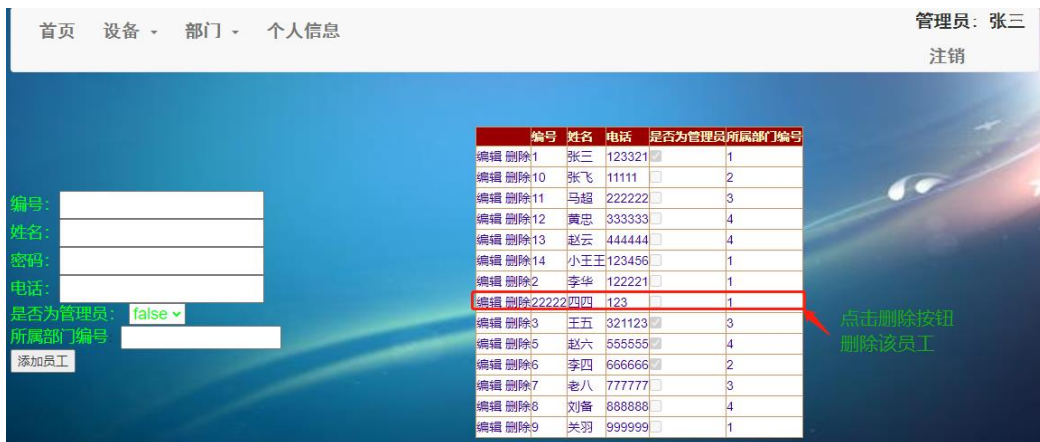 首页 设备 部门 个人信息 管理员：张三
注销
编号 姓名 电话 是否为管理员 所属部门编号
编辑 删除 1 张三 123321 1
编辑 删除 10 张飞 11111 2
编辑 删除 11 马超 222222 3
编辑 删除 12 黄忠 333333 4
编辑 删除 13 赵云 444444 4
编辑 删除 14 小王王 123456 1
编辑 删除 2 李华 122221 1
编辑 删除 22222 四四 123 1
编辑 删除 3 王五 321123 3
编辑 删除 5 赵六 555555 4
编辑 删除 6 李四 666666 2
编辑 删除 7 老八 777777 3
编辑 删除 8 刘备 888888 4
编辑 删除 9 关羽 999999 1
编号：
姓名：
密码：
电话：
是否为管理员： false
所属部门编号
添加员工
点击删除按钮
删除该员工